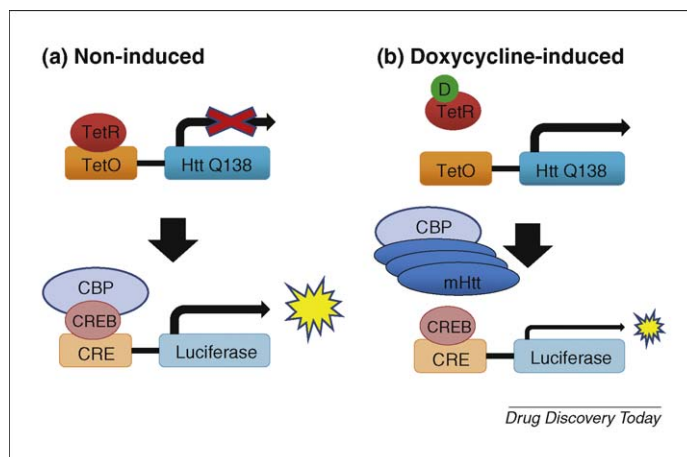 (a) Non-induced
TetR
TetO
Htt Q138
CBP
CREB
CRE
Luciferase
(b) Doxycycline-induced
D
TetR
TetO
Htt Q138
CBP
mHtt
CREB
CRE
Luciferase
Drug Discovery Today